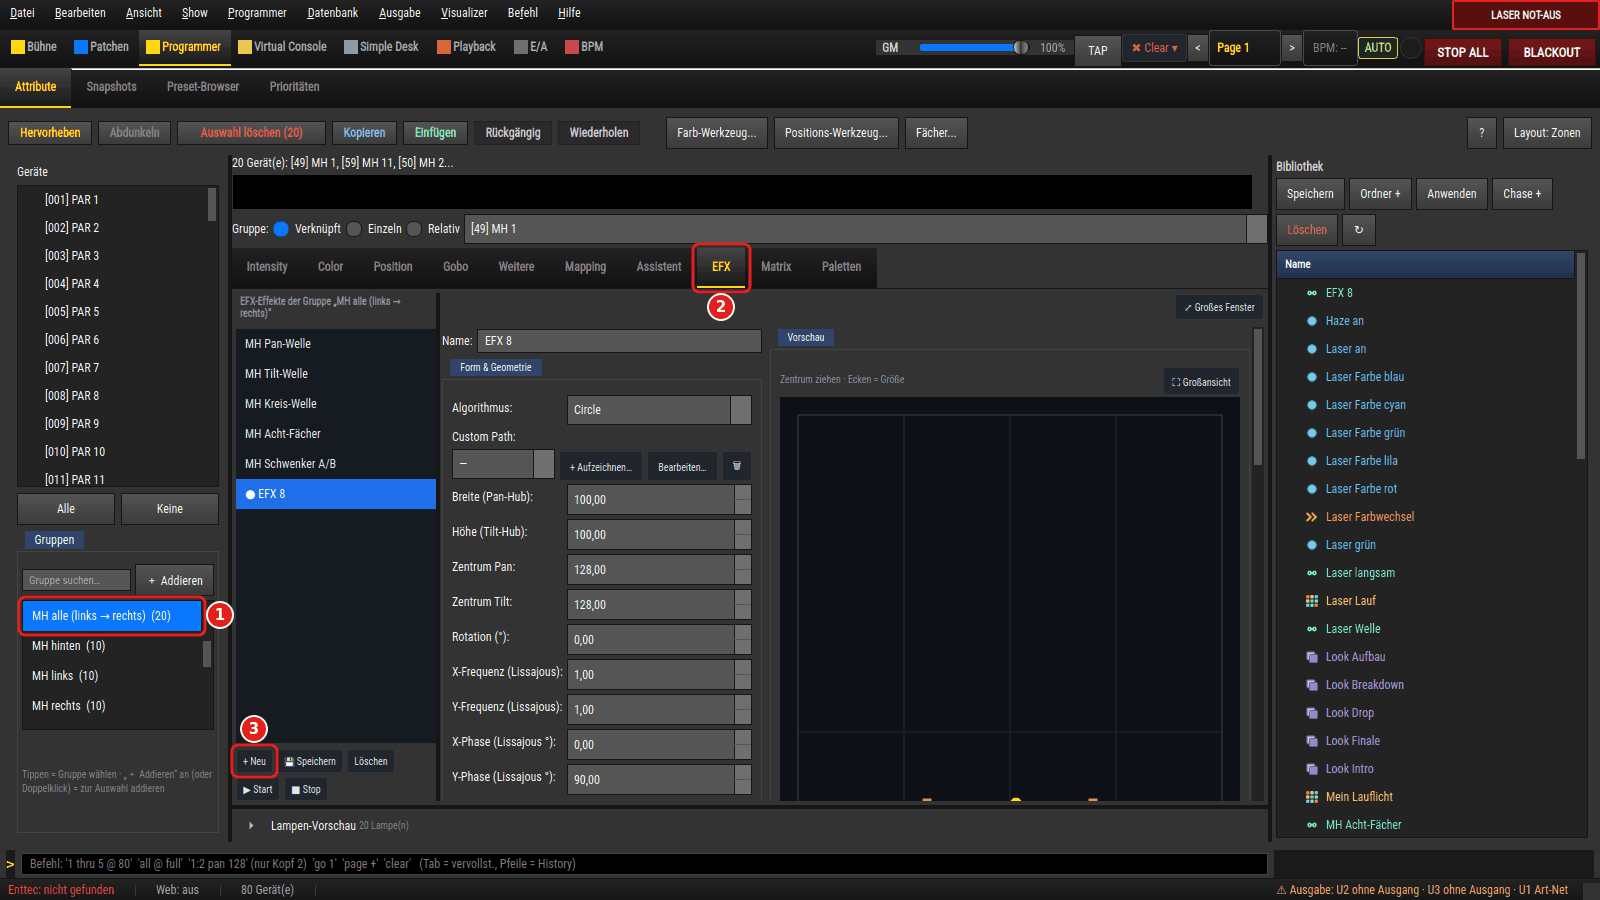 Datei Bearbeiten Ansicht Show Programmer Datenbank Ausgabe Visualizer Befehl Hilfe
LASER NOT-AUS
Bühne Patchen Programmer Virtual Console Simple Desk Playback E/A BPM
GM 100% TAP ✖ Clear ▾ < Page 1 > BPM: -- AUTO STOP ALL BLACKOUT
Attribute Snapshots Preset-Browser Prioritäten
Hervorheben Abdunkeln Auswahl löschen (20) Kopieren Einfügen Rückgängig Wiederholen Farb-Werkzeug... Positions-Werkzeug... Fächer... ? Layout: Zonen
Geräte
[001] PAR 1
[002] PAR 2
[003] PAR 3
[004] PAR 4
[005] PAR 5
[006] PAR 6
[007] PAR 7
[008] PAR 8
[009] PAR 9
[010] PAR 10
[011] PAR 11
Alle Keine
Gruppen
Gruppe suchen... + Addieren
MH alle (links → rechts) (20)
1
MH hinten (10)
MH links (10)
MH rechts (10)
Tippen = Gruppe wählen · „ + Addieren“ an (oder
Doppelklick) = zur Auswahl addieren
20 Gerät(e): [49] MH 1, [59] MH 11, [50] MH 2...
Gruppe: Verknüpft Einzeln Relativ [49] MH 1
Intensity Color Position Gobo Weitere Mapping Assistent EFX Matrix Paletten
2
EFX-Effekte der Gruppe „MH alle (links →
rechts)“
MH Pan-Welle
MH Tilt-Welle
MH Kreis-Welle
MH Acht-Fächer
MH Schwenker A/B
EFX 8
3
+ Neu Speichern Löschen
▶ Start ■ Stop
Name: EFX 8
Form & Geometrie
Algorithmus: Circle
Custom Path:
– + Aufzeichnen... Bearbeiten...
Breite (Pan-Hub): 100,00
Höhe (Tilt-Hub): 100,00
Zentrum Pan: 128,00
Zentrum Tilt: 128,00
Rotation (°): 0,00
X-Frequenz (Lissajous): 1,00
Y-Frequenz (Lissajous): 1,00
X-Phase (Lissajous °): 0,00
Y-Phase (Lissajous °): 90,00
⤢ Großes Fenster
Vorschau
Zentrum ziehen · Ecken = Größe
⛶ Großansicht
Lampen-Vorschau 20 Lampe(n)
Bibliothek
Speichern Ordner + Anwenden Chase +
Löschen ↻
Name
EFX 8
Haze an
Laser an
Laser Farbe blau
Laser Farbe cyan
Laser Farbe grün
Laser Farbe lila
Laser Farbe rot
Laser Farbwechsel
Laser grün
Laser langsam
Laser Lauf
Laser Welle
Look Aufbau
Look Breakdown
Look Drop
Look Finale
Look Intro
Mein Lauflicht
MH Acht-Fächer
> Befehl: '1 thru 5 @ 80' 'all @ full' '1:2 pan 128' (nur Kopf 2) 'go 1' 'page +' 'clear' (Tab = vervollst., Pfeile = History)
Enttec: nicht gefunden Web: aus 80 Gerät(e) ⚠ Ausgabe: U2 ohne Ausgang · U3 ohne Ausgang · U1 Art-Net